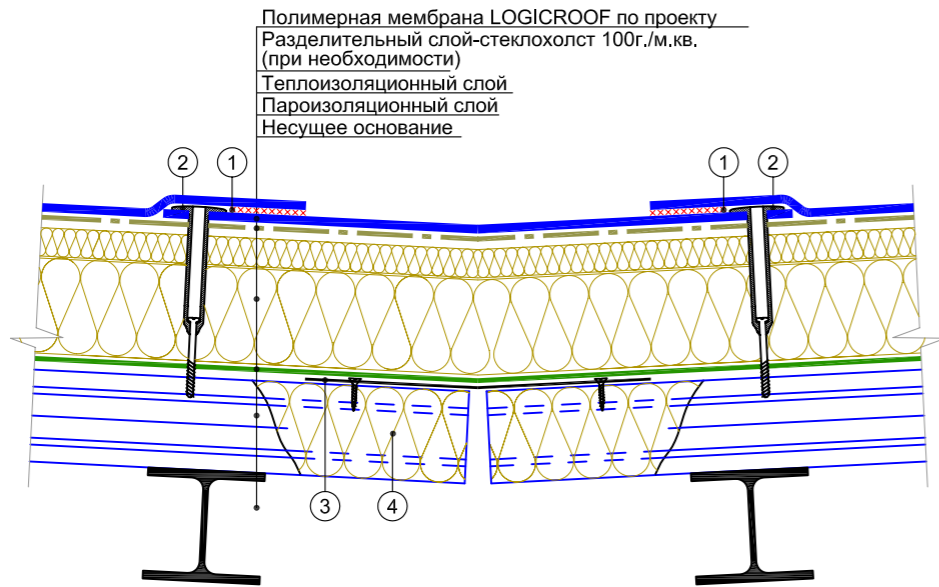 Полимерная мембрана LOGICROOF по проекту
Разделительный слой-стеклохолст 100г./м.кв.
(при необходимости)
Теплоизоляционный слой
Пароизоляционный слой
Несущее основание
2 1 1 2
3 4